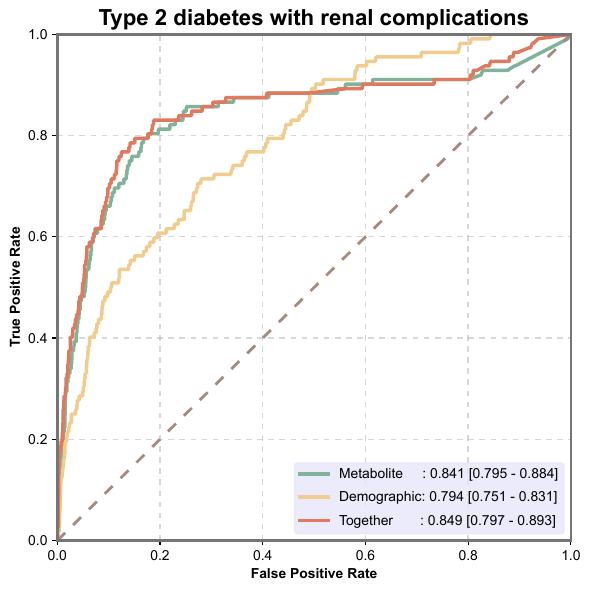 Type 2 diabetes with renal complications
True Positive Rate
1.0
0.8
0.6
0.4
0.2
0.0
Metabolite : 0.841 [0.795 - 0.884]
Demographic: 0.794 [0.751 - 0.831]
Together : 0.849 [0.797 - 0.893]
0.0 0.2 0.4 0.6 0.8 1.0
False Positive Rate